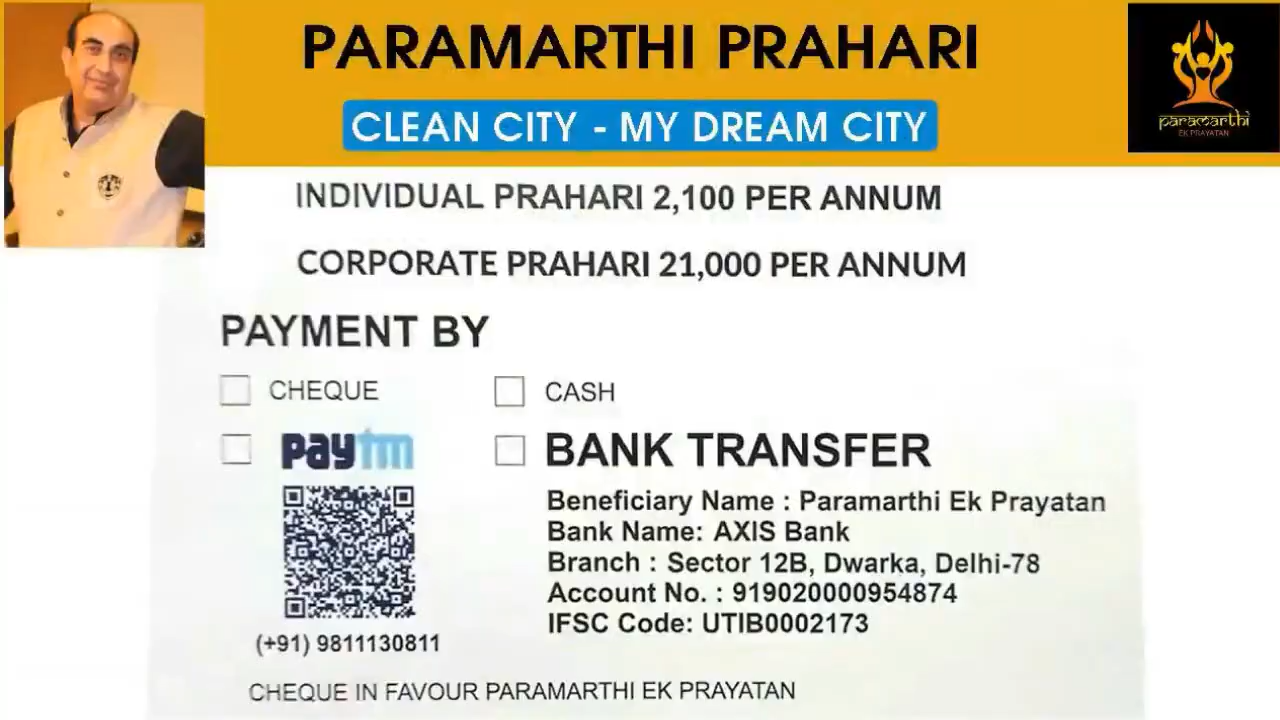 PARAMARTHI PRAHARI
CLEAN CITY - MY DREAM CITY
paramarthi
EK PRAYATAN
INDIVIDUAL PRAHARI 2,100 PER ANNUM
CORPORATE PRAHARI 21,000 PER ANNUM
PAYMENT BY
CHEQUE
CASH
paytm
BANK TRANSFER
Beneficiary Name : Paramarthi Ek Prayatan
Bank Name: AXIS Bank
Branch : Sector 12B, Dwarka, Delhi-78
Account No. : 919020000954874
IFSC Code: UTIB0002173
(+91) 9811130811
CHEQUE IN FAVOUR PARAMARTHI EK PRAYATAN